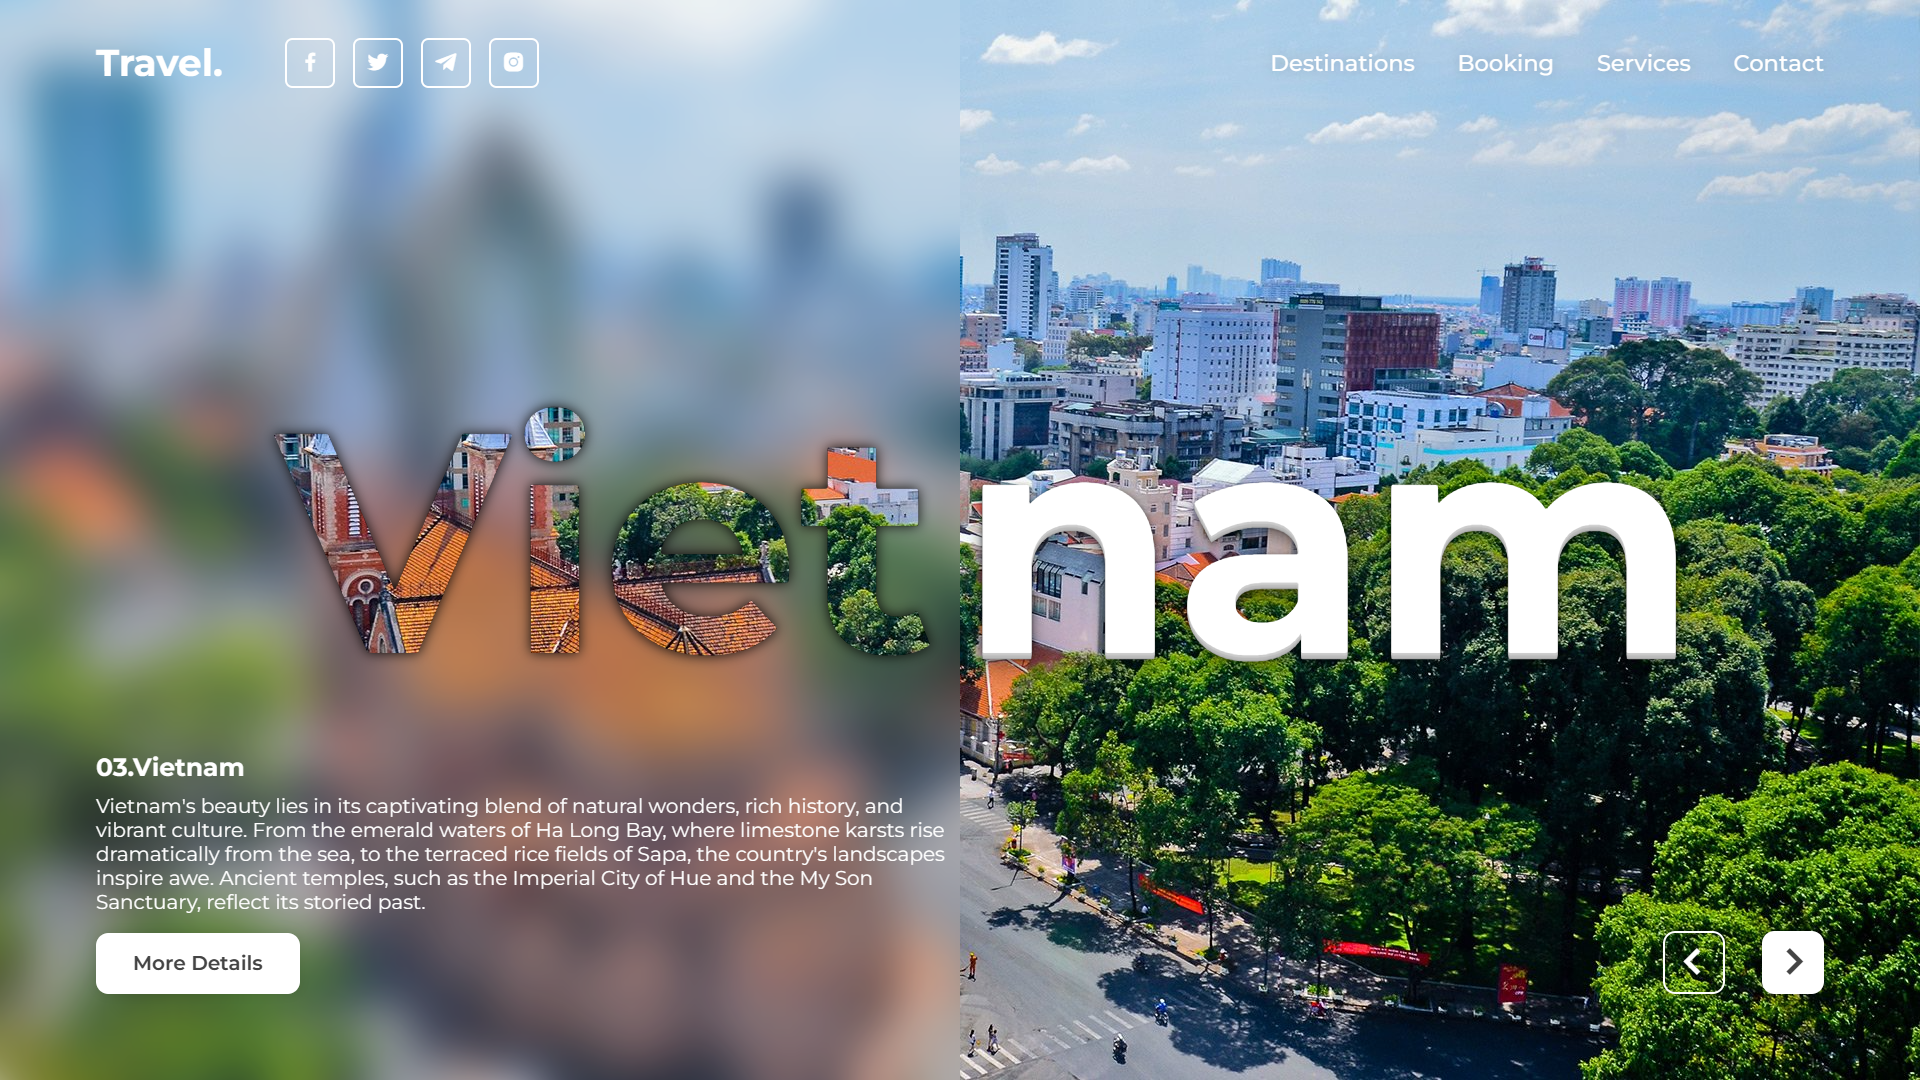 Travel.
Destinations Booking Services Contact
Vietnam
03.Vietnam
Vietnam's beauty lies in its captivating blend of natural wonders, rich history, and
vibrant culture. From the emerald waters of Ha Long Bay, where limestone karsts rise
dramatically from the sea, to the terraced rice fields of Sapa, the country's landscapes
inspire awe. Ancient temples, such as the Imperial City of Hue and the My Son
Sanctuary, reflect its storied past.
More Details